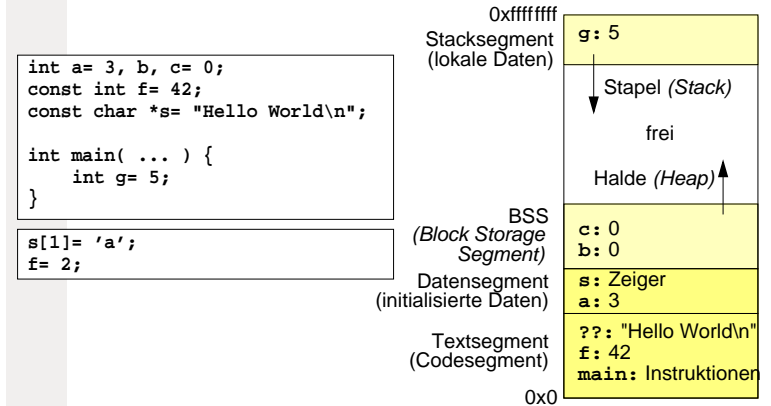 int a= 3, b, c= 0;
const int f= 42;
const char *s= "Hello World\n";
int main( ... ) {
int g= 5;
}
s[1]= ’a’;
f= 2;
0xffffffff
Stacksegment
(lokale Daten)
g: 5
Stapel (Stack)
frei
Halde (Heap)
BSS
(Block Storage
Segment)
c: 0
b: 0
Datensegment
(initialisierte Daten)
s: Zeiger
a: 3
Textsegment
(Codesegment)
??: "Hello World\n"
f: 42
main: Instruktionen
0x0